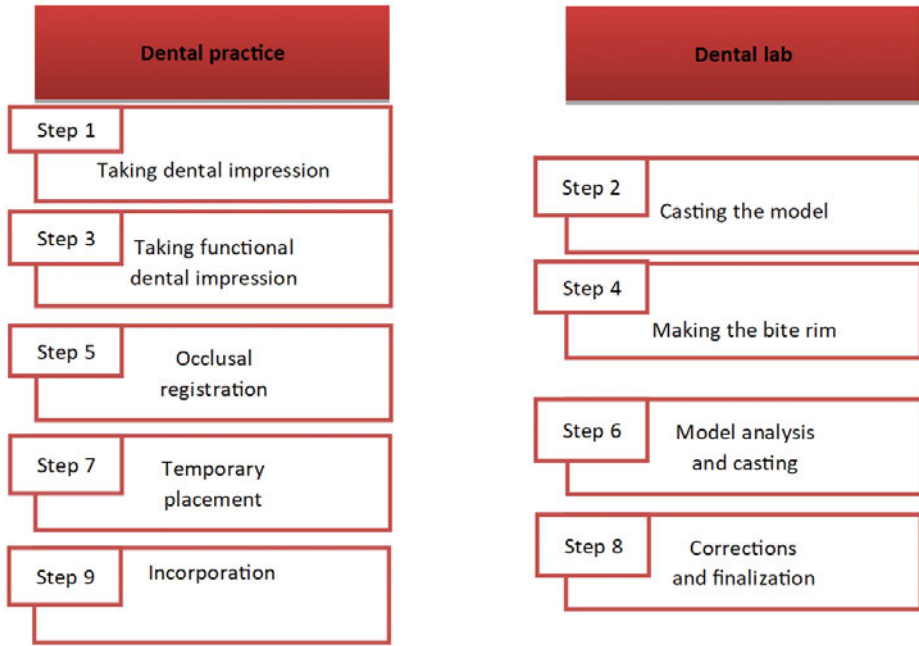 Dental practice
Step 1
Taking dental impression
Step 3
Taking functional
dental impression
Step 5
Occlusal
registration
Step 7
Temporary
placement
Step 9
Incorporation
Dental lab
Step 2
Casting the model
Step 4
Making the bite rim
Step 6
Model analysis
and casting
Step 8
Corrections
and finalization